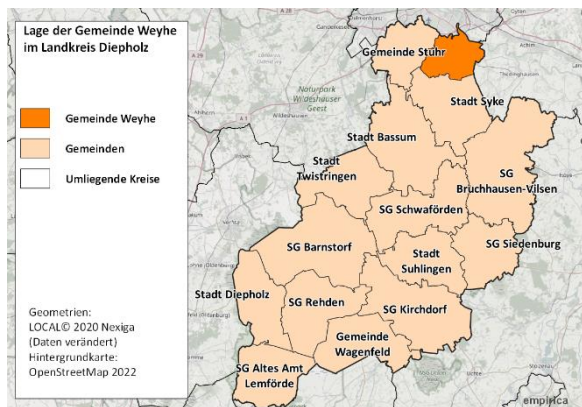 Lage der Gemeinde Weyhe
im Landkreis Diepholz
Gemeinde Weyhe
Gemeinden
Umliegende Kreise
Geometrien:
LOCAL© 2020 Nexiga
(Daten verändert)
Hintergrundkarte:
OpenStreetMap 2022
Gemeinde Stuhr
Stadt Syke
Stadt Bassum
Stadt
Twistringen
SG
Bruchhausen-Vilsen
SG Schwaförden
SG Barnstorf
SG Siedenburg
Stadt
Suhlingen
Stadt Diepholz
SG Rehden
SG Kirchdorf
Gemeinde
Wagenfeld
SG Altes Amt
Lemförde
Naturpark
Wildeshauser
Geest
empirica